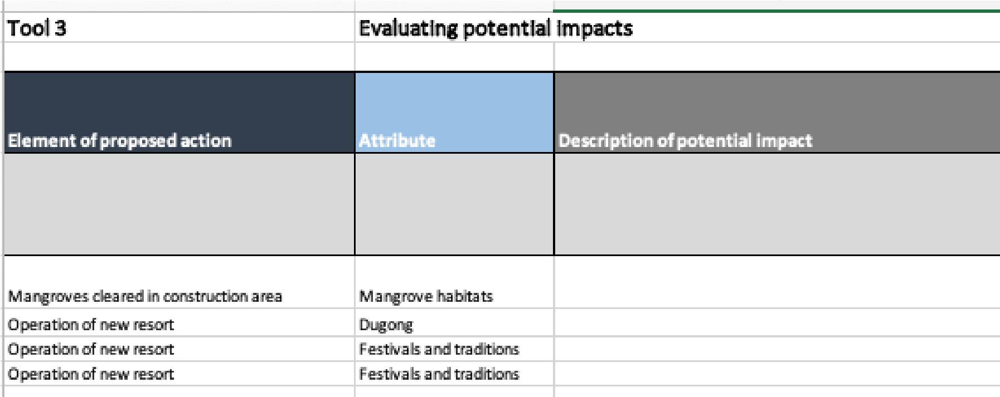 Tool 3 Evaluating potential impacts
Element of proposed action Attribute Description of potential impact
Mangroves cleared in construction area Mangrove habitats
Operation of new resort Dugong
Operation of new resort Festivals and traditions
Operation of new resort Festivals and traditions